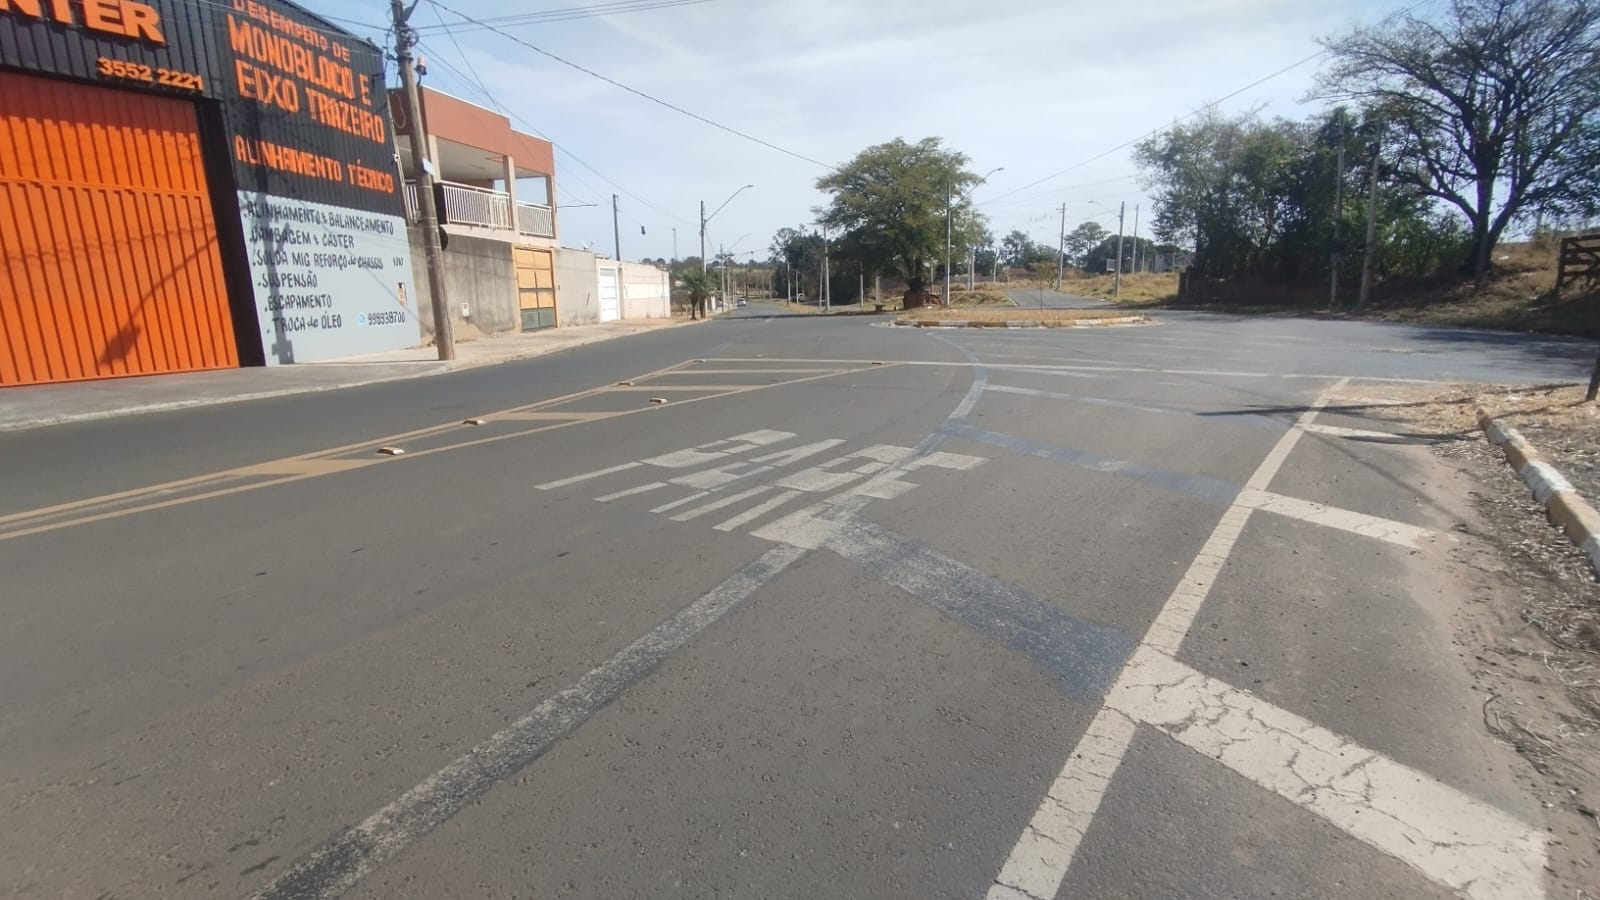 NTER
3552 2221
DESEMPENO DE
MONOBLOCO E
EIXO TRAZEIRO
ALINHAMENTO TÉCNICO
.ALINHAMENTO & BALANCEAMENTO
.CAMBAGEM & CASTER
.SOLDA MIG REFORÇO de CHASSIS
.SUSPENSÃO
.ESCAPAMENTO
.TROCA de ÓLEO
998938700